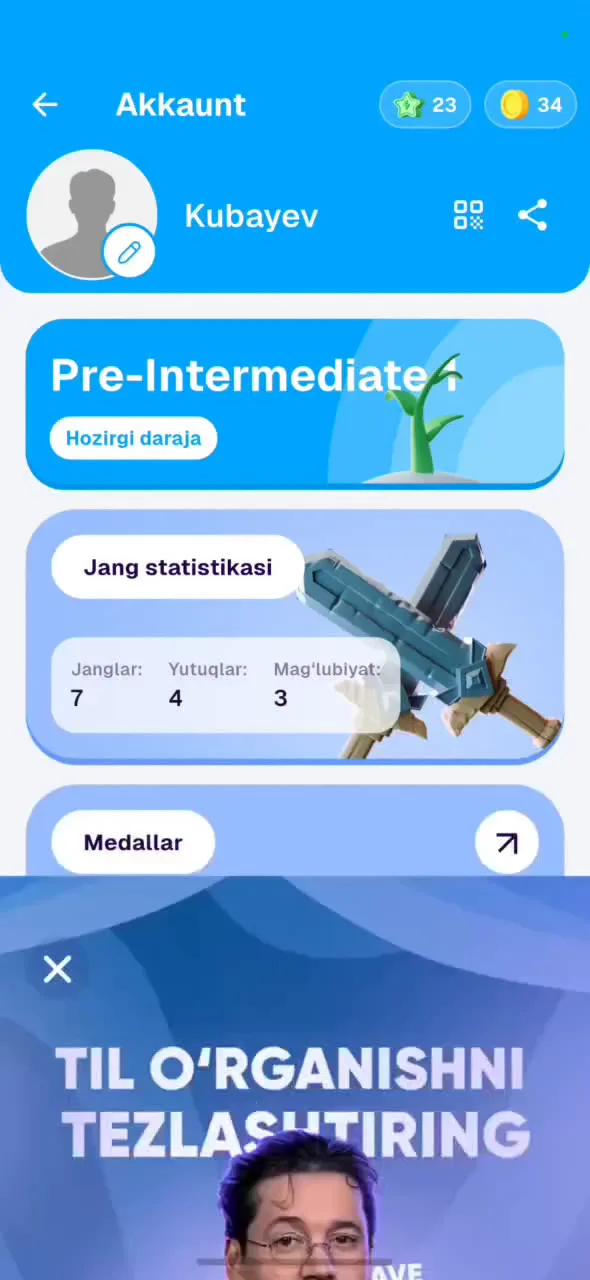 Akkaunt
23
34
Kubayev
Pre-Intermediate 1
Hozirgi daraja
Jang statistikasi
Janglar: Yutuqlar: Mag‘lubiyat:
7 4 3
Medallar
TIL O‘RGANISHNI
TEZLASHTIRING